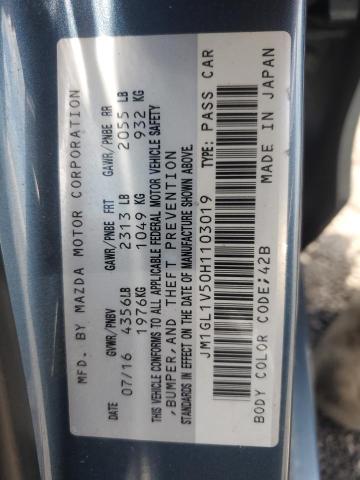 MFD. BY MAZDA MOTOR CORPORATION
DATE GVWR/PNBV GAWR/PNBE FRT GAWR/PNBE RR
07/16 4356LB 2313 LB 2055 LB
1976KG 1049 KG 932 KG
THIS VEHICLE CONFORMS TO ALL APPLICABLE FEDERAL MOTOR VEHICLE SAFETY
,BUMPER, AND THEFT PREVENTION
STANDARDS IN EFFECT ON THE DATE OF MANUFACTURE SHOWN ABOVE.
JM1GL1V50H1103019 TYPE: PASS CAR
BODY COLOR CODE:42B MADE IN JAPAN